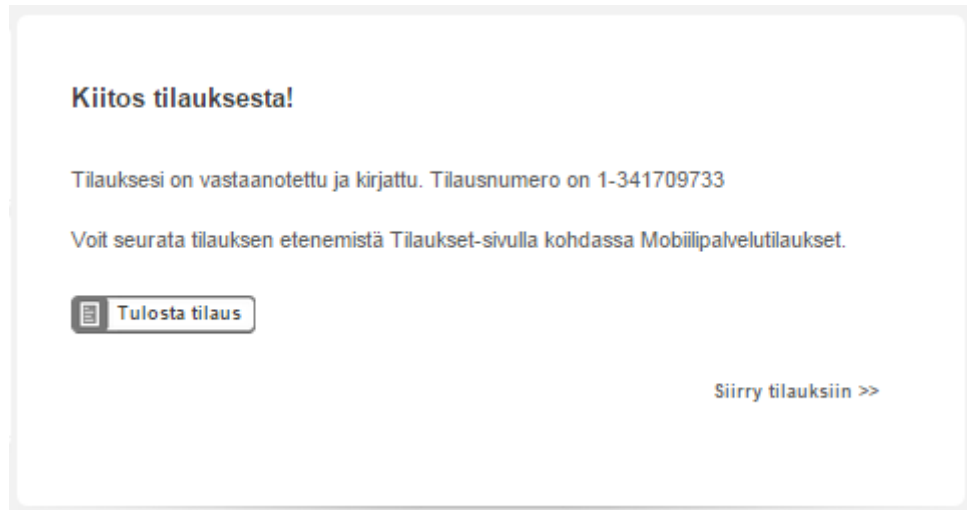 Kiitos tilauksesta!
Tilauksesi on vastaanotettu ja kirjattu. Tilausnumero on 1-341709733
Voit seurata tilauksen etenemistä Tilaukset-sivulla kohdassa Mobiilipalvelutilaukset.
Tulosta tilaus
Siirry tilauksiin >>